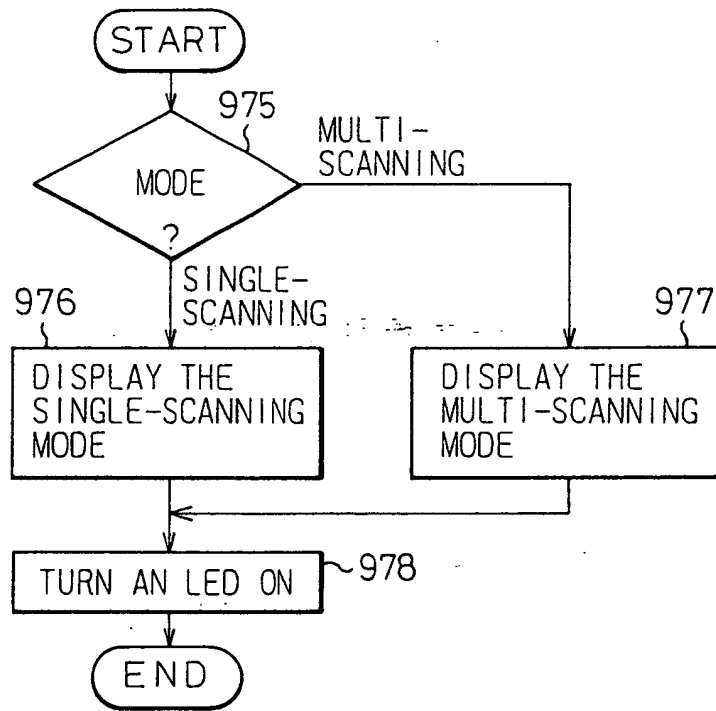 START
975
MODE
?
MULTI-
SCANNING
SINGLE-
SCANNING
976
DISPLAY THE
SINGLE-SCANNING
MODE
977
DISPLAY THE
MULTI-SCANNING
MODE
TURN AN LED ON
978
END